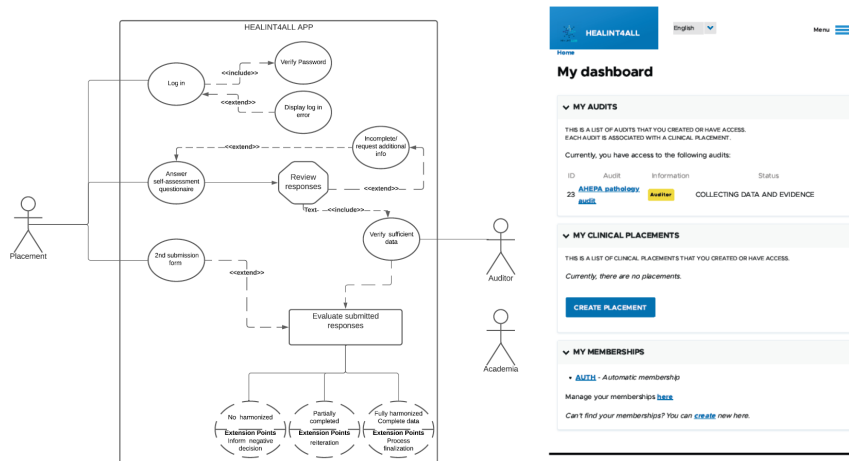 HEALINT4ALL APP
Verify Password
Log in
<<include>>
<<extend>>
Display log in
error
Incomplete/
request additional
info
<<extend>>
Answer
self-assessment
questionaire
Review
responses
<<extend>>
Text-
<<include>>
Verify sufficient
data
Placement
2nd submission
form
<<extend>>
Auditor
Evaluate submitted
responses
Academia
No harmonized
Extension Points
Inform negative
decision
Partially
completed
Extension Points
reiteration
Fully harmonized
Complete data
Extension Points
Process
finalization
HEALINT4ALL
English
Menu
Home
My dashboard
MY AUDITS
THIS IS A LIST OF AUDITS THAT YOU CREATED OR HAVE ACCESS.
EACH AUDIT IS ASSOCIATED WITH A CLINICAL PLACEMENT.
Currently, you have access to the following audits:
ID Audit Information Status
23 AHEPA pathology audit Auditor COLLECTING DATA AND EVIDENCE
MY CLINICAL PLACEMENTS
THIS IS A LIST OF CLINICAL PLACEMENTS THAT YOU CREATED OR HAVE ACCESS.
Currently, there are no placements.
CREATE PLACEMENT
MY MEMBERSHIPS
• AUTH - Automatic membership
Manage your memberships here
Can't find your memberships? You can create new here.